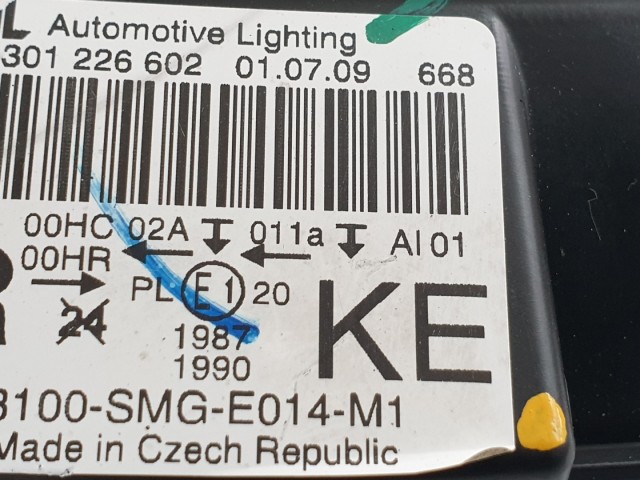 Automotive Lighting
301 226 602 01.07.09 668
00HC 02A 011a AI 01
00HR
PL E1 20 KE
24
1987
1990
3100-SMG-E014-M1
Made in Czech Republic